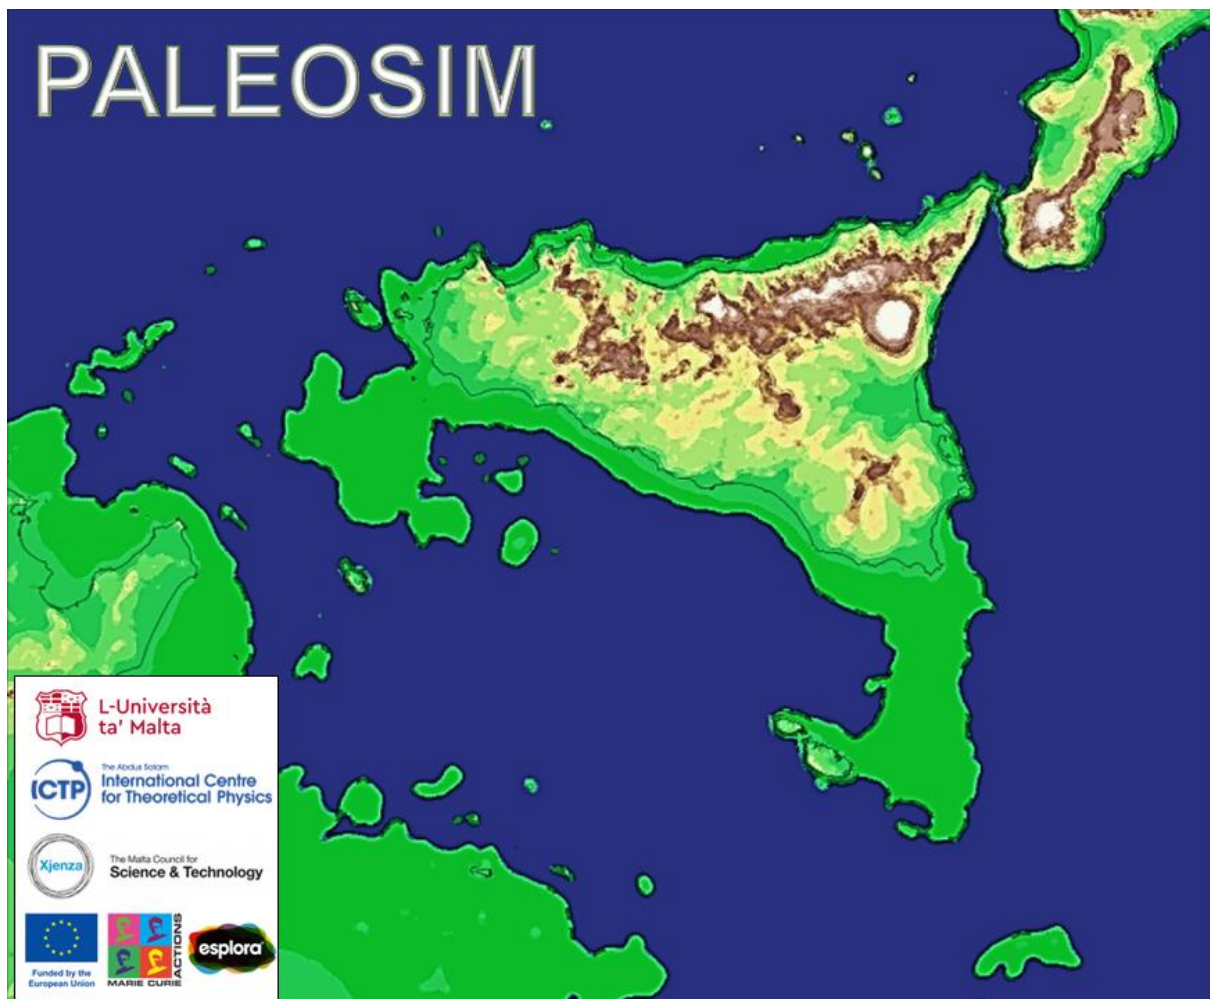 PALEOSIM
L-Università
ta' Malta
The Abdus Salam
International Centre
for Theoretical Physics
ICTP
Xjenza
The Malta Council for
Science & Technology
Funded by the
European Union
MARIE CURIE
ACTIONS
esplora